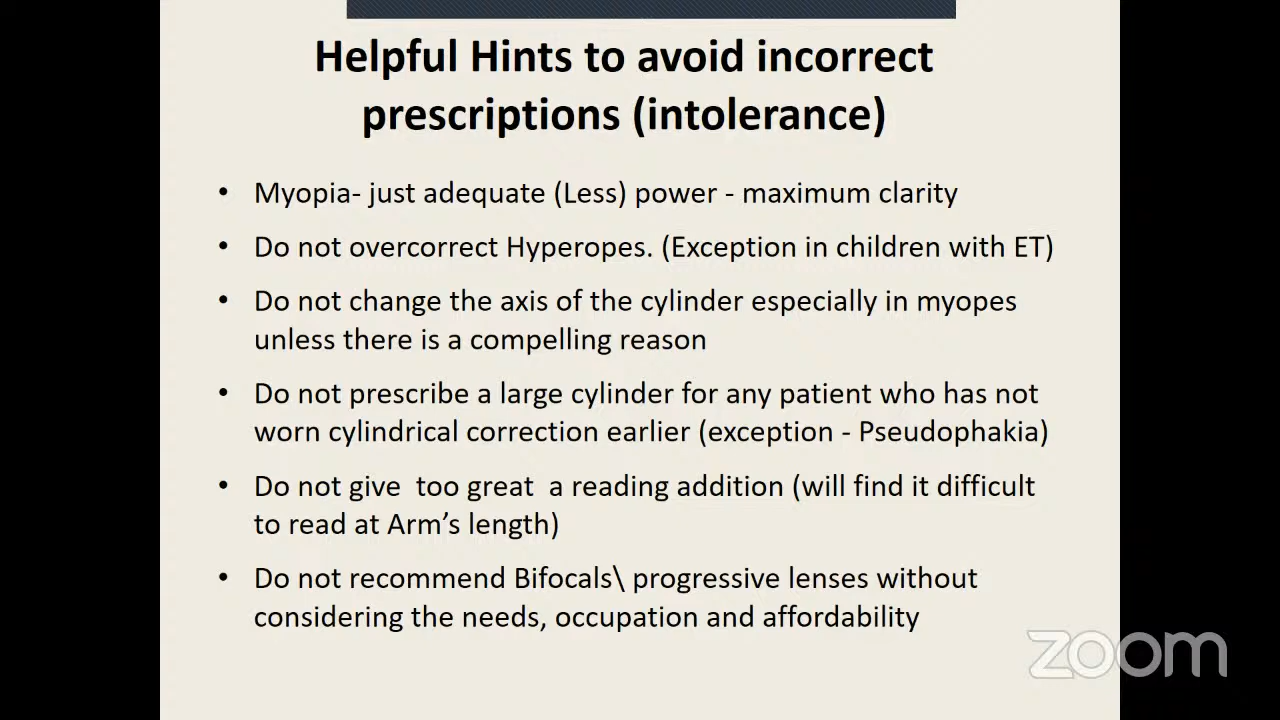 Helpful Hints to avoid incorrect
prescriptions (intolerance)
• Myopia- just adequate (Less) power - maximum clarity
• Do not overcorrect Hyperopes. (Exception in children with ET)
• Do not change the axis of the cylinder especially in myopes
unless there is a compelling reason
• Do not prescribe a large cylinder for any patient who has not
worn cylindrical correction earlier (exception - Pseudophakia)
• Do not give  too great  a reading addition (will find it difficult
to read at Arm’s length)
• Do not recommend Bifocals\ progressive lenses without
considering the needs, occupation and affordability
zoom